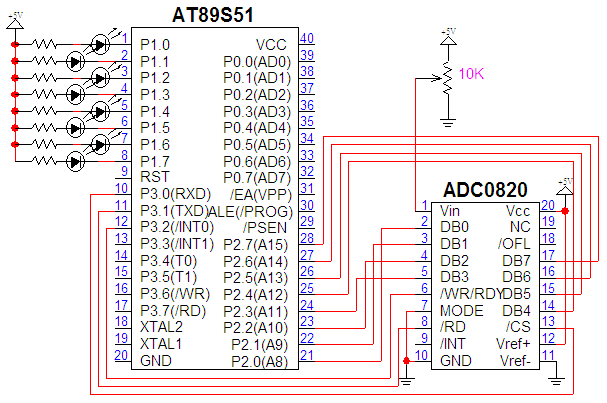 AT89S51
+5V
1 P1.0 VCC 40
2 P1.1 P0.0(AD0) 39
3 P1.2 P0.1(AD1) 38
4 P1.3 P0.2(AD2) 37
5 P1.4 P0.3(AD3) 36
6 P1.5 P0.4(AD4) 35
7 P1.6 P0.5(AD5) 34
8 P1.7 P0.6(AD6) 33
9 RST P0.7(AD7) 32
10 P3.0(RXD) /EA(VPP) 31
11 P3.1(TXD) ALE(/PROG) 30
12 P3.2(/INT0) /PSEN 29
13 P3.3(/INT1) P2.7(A15) 28
14 P3.4(T0) P2.6(A14) 27
15 P3.5(T1) P2.5(A13) 26
16 P3.6(/WR) P2.4(A12) 25
17 P3.7(/RD) P2.3(A11) 24
18 XTAL2 P2.2(A10) 23
19 XTAL1 P2.1(A9) 22
20 GND P2.0(A8) 21
+5V
10K
ADC0820
+5V
1 Vin Vcc 20
2 DB0 NC 19
3 DB1 /OFL 18
4 DB2 DB7 17
5 DB3 DB6 16
6 /WR/RDY DB5 15
7 MODE DB4 14
8 /RD /CS 13
9 /INT Vref+ 12
10 GND Vref- 11